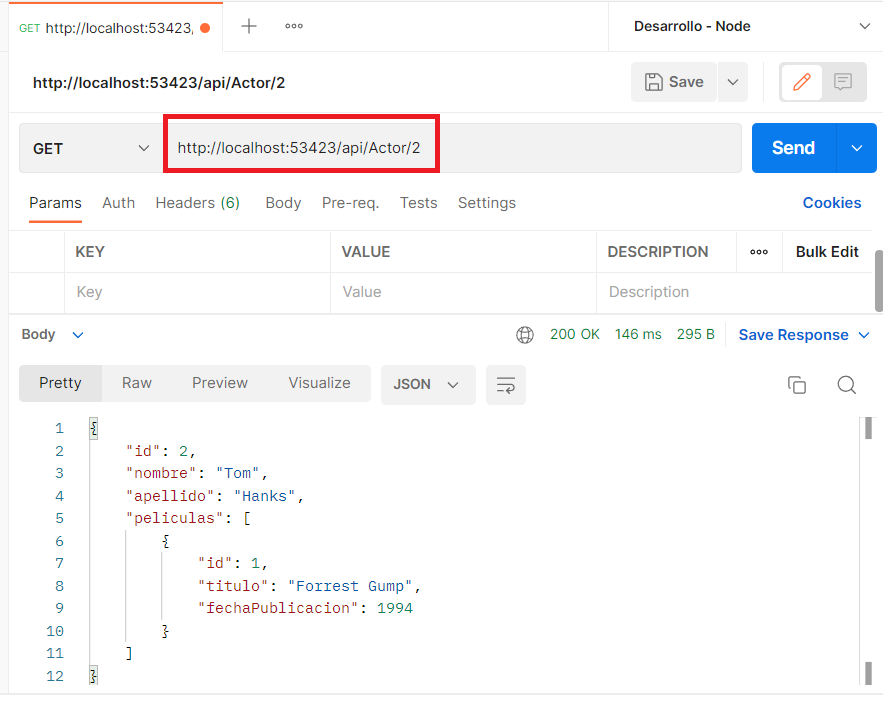 GET http://localhost:53423,
Desarrollo - Node
http://localhost:53423/api/Actor/2
Save
GET http://localhost:53423/api/Actor/2 Send
Params Auth Headers (6) Body Pre-req. Tests Settings Cookies
KEY VALUE DESCRIPTION Bulk Edit
Key Value Description
Body 200 OK 146 ms 295 B Save Response
Pretty Raw Preview Visualize JSON
1 {
2 "id": 2,
3 "nombre": "Tom",
4 "apellido": "Hanks",
5 "peliculas": [
6 {
7 "id": 1,
8 "titulo": "Forrest Gump",
9 "fechaPublicacion": 1994
10 }
11 ]
12 }